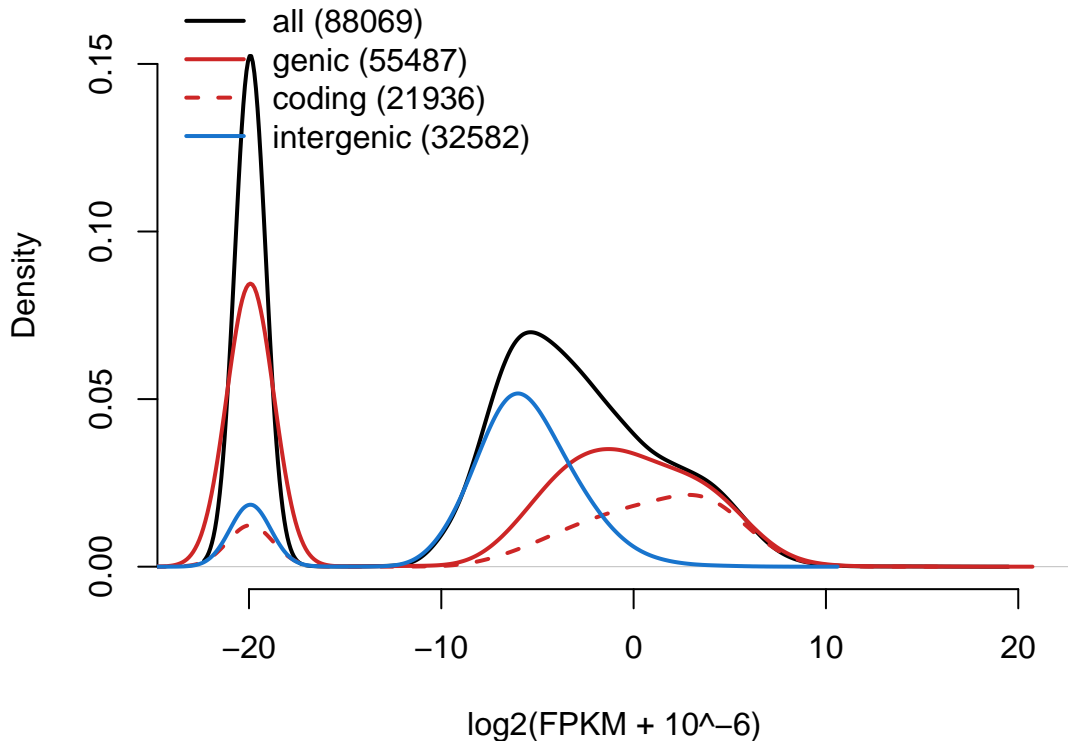 all (88069)
genic (55487)
coding (21936)
intergenic (32582)
Density
0.15
0.10
0.05
0.00
−20 −10 0 10 20
log2(FPKM + 10^−6)